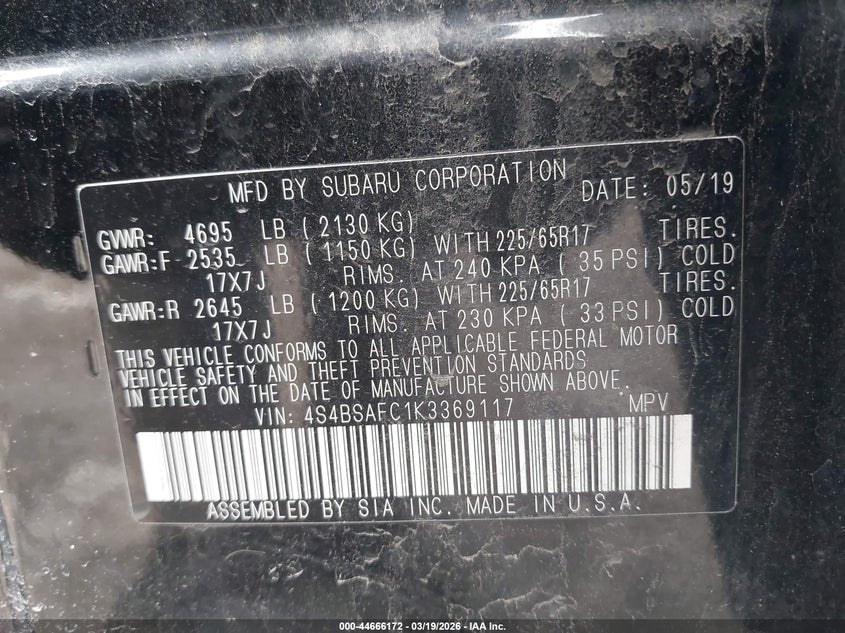 MFD BY SUBARU CORPORATION DATE: 05/19
GVWR: 4695 LB ( 2130 KG)
GAWR:F 2535 LB ( 1150 KG) WITH 225/65R17 TIRES.
17X7J RIMS. AT 240 KPA ( 35 PSI) COLD
GAWR:R 2645 LB ( 1200 KG) WITH 225/65R17 TIRES.
17X7J RIMS. AT 230 KPA ( 33 PSI) COLD
THIS VEHICLE CONFORMS TO ALL APPLICABLE FEDERAL MOTOR
VEHICLE SAFETY AND THEFT PREVENTION STANDARDS
IN EFFECT ON THE DATE OF MANUFACTURE SHOWN ABOVE.
VIN: 4S4BSAFC1K3369117 MPV
ASSEMBLED BY SIA INC. MADE IN U.S.A.
000-44666172 | 03/19/2026 - IAA Inc.